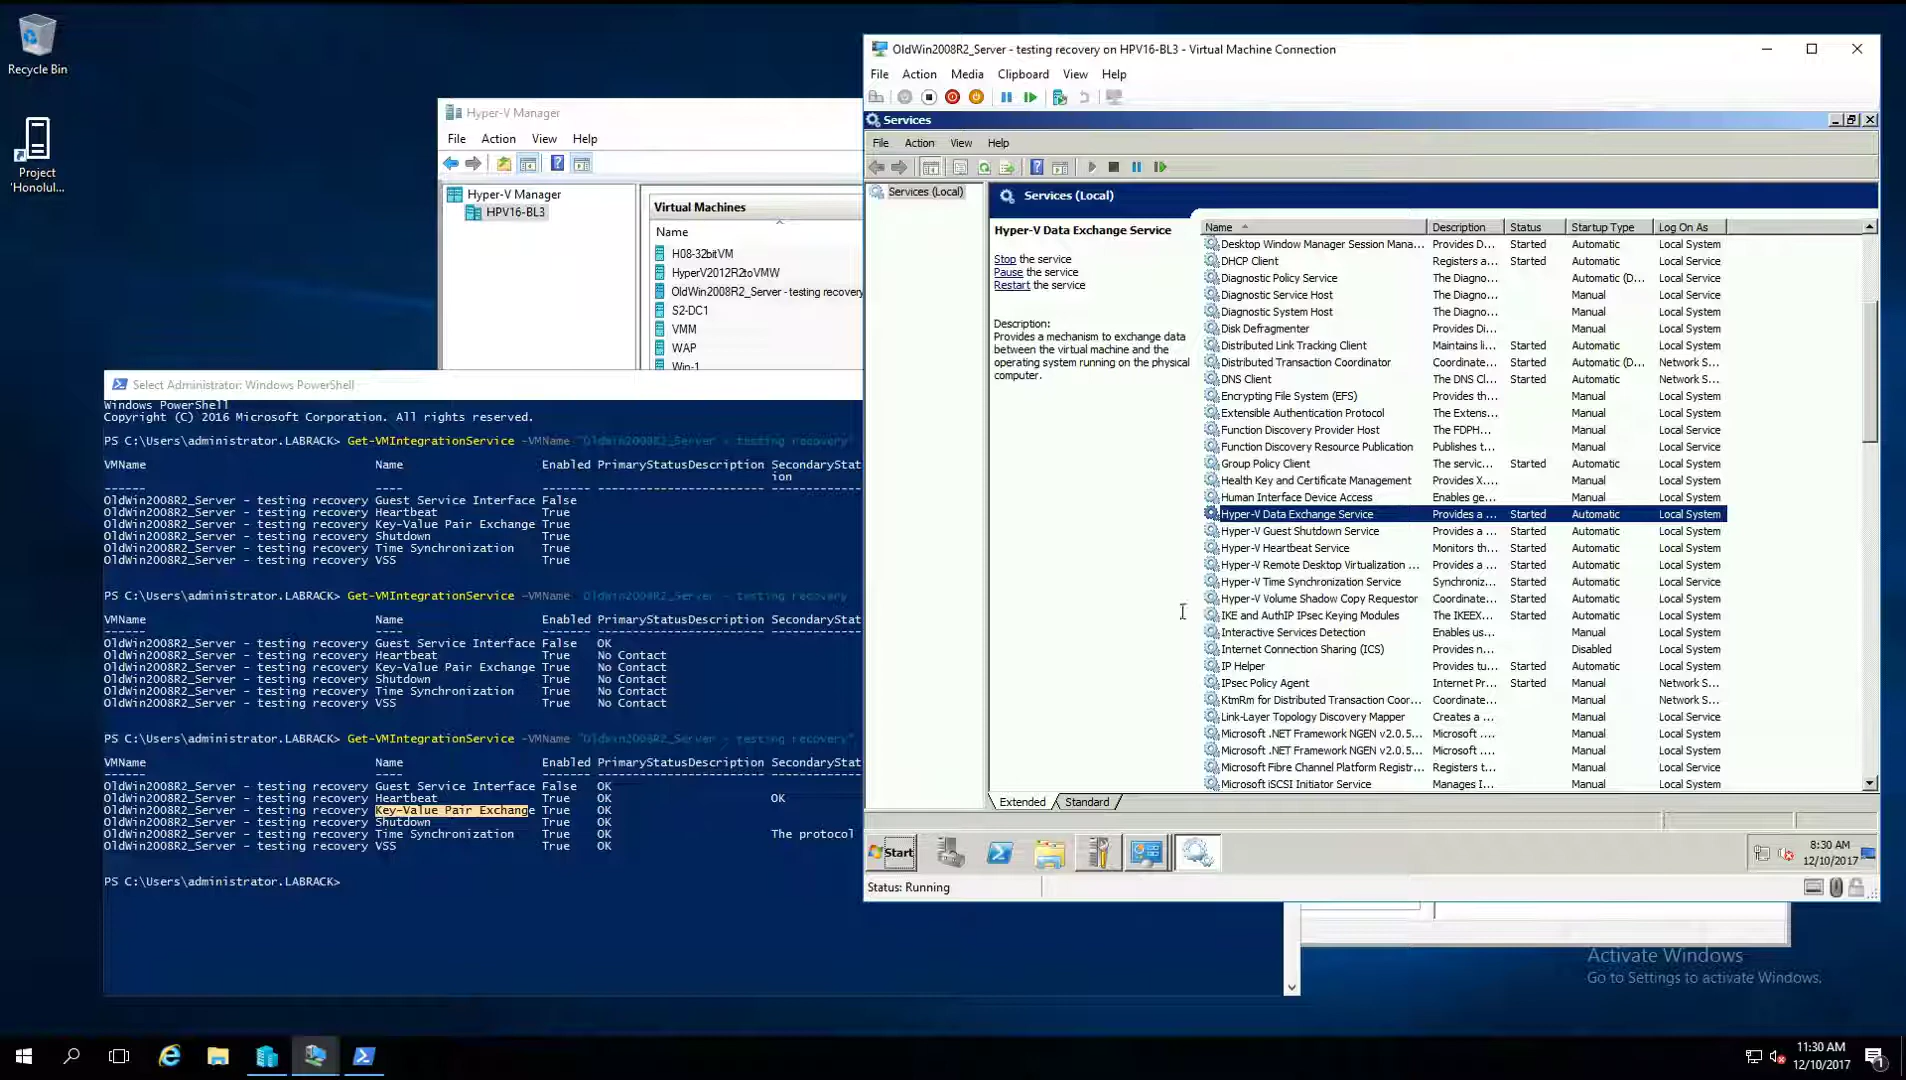 Recycle Bin
Project
'Honolul...
Hyper-V Manager
File Action View Help
Hyper-V Manager
HPV16-BL3
Virtual Machines
Name
H08-32bitVM
HyperV2012R2toVMW
OldWin2008R2_Server - testing recovery
S2-DC1
VMM
WAP
Win-1
Select Administrator: Windows PowerShell
Windows PowerShell
Copyright (C) 2016 Microsoft Corporation. All rights reserved.
PS C:\Users\administrator.LABRACK> Get-VMIntegrationService -VMName "OldWin2008R2_Server - testing recovery"
VMName Name Enabled PrimaryStatusDescription SecondaryStat
ion
------ ---- ------- ------------------------ -------------
OldWin2008R2_Server - testing recovery Guest Service Interface False
OldWin2008R2_Server - testing recovery Heartbeat True
OldWin2008R2_Server - testing recovery Key-Value Pair Exchange True
OldWin2008R2_Server - testing recovery Shutdown True
OldWin2008R2_Server - testing recovery Time Synchronization True
OldWin2008R2_Server - testing recovery VSS True
PS C:\Users\administrator.LABRACK> Get-VMIntegrationService -VMName "OldWin2008R2_Server - testing recovery
VMName Name Enabled PrimaryStatusDescription SecondaryStat
------ ---- ------- ------------------------ -------------
OldWin2008R2_Server - testing recovery Guest Service Interface False OK
OldWin2008R2_Server - testing recovery Heartbeat True No Contact
OldWin2008R2_Server - testing recovery Key-Value Pair Exchange True No Contact
OldWin2008R2_Server - testing recovery Shutdown True No Contact
OldWin2008R2_Server - testing recovery Time Synchronization True No Contact
OldWin2008R2_Server - testing recovery VSS True No Contact
PS C:\Users\administrator.LABRACK> Get-VMIntegrationService -VMName "OldWin2008R2_Server - testing recovery"
VMName Name Enabled PrimaryStatusDescription SecondaryStat
------ ---- ------- ------------------------ -------------
OldWin2008R2_Server - testing recovery Guest Service Interface False OK
OldWin2008R2_Server - testing recovery Heartbeat True OK OK
OldWin2008R2_Server - testing recovery Key-Value Pair Exchange True OK
OldWin2008R2_Server - testing recovery Shutdown True OK
OldWin2008R2_Server - testing recovery Time Synchronization True OK The protocol
OldWin2008R2_Server - testing recovery VSS True OK
PS C:\Users\administrator.LABRACK>
OldWin2008R2_Server - testing recovery on HPV16-BL3 - Virtual Machine Connection
File Action Media Clipboard View Help
Services
File Action View Help
Services (Local)
Services (Local)
Hyper-V Data Exchange Service
Stop the service
Pause the service
Restart the service
Description:
Provides a mechanism to exchange data
between the virtual machine and the
operating system running on the physical
computer.
Name Description Status Startup Type Log On As
Desktop Window Manager Session Mana... Provides D... Started Automatic Local System
DHCP Client Registers a... Started Automatic Local Service
Diagnostic Policy Service The Diagno... Automatic (D... Local Service
Diagnostic Service Host The Diagno... Manual Local Service
Diagnostic System Host The Diagno... Manual Local System
Disk Defragmenter Provides Di... Manual Local System
Distributed Link Tracking Client Maintains li... Started Automatic Local System
Distributed Transaction Coordinator Coordinate... Started Automatic (D... Network S...
DNS Client The DNS Cl... Started Automatic Network S...
Encrypting File System (EFS) Provides th... Manual Local System
Extensible Authentication Protocol The Extens... Manual Local System
Function Discovery Provider Host The FDPH... Manual Local Service
Function Discovery Resource Publication Publishes t... Manual Local Service
Group Policy Client The servic... Started Automatic Local System
Health Key and Certificate Management Provides X.... Manual Local System
Human Interface Device Access Enables ge... Manual Local System
Hyper-V Data Exchange Service Provides a ... Started Automatic Local System
Hyper-V Guest Shutdown Service Provides a ... Started Automatic Local System
Hyper-V Heartbeat Service Monitors th... Started Automatic Local System
Hyper-V Remote Desktop Virtualization ... Provides a ... Started Automatic Local System
Hyper-V Time Synchronization Service Synchroniz... Started Automatic Local Service
Hyper-V Volume Shadow Copy Requestor Coordinate... Started Automatic Local System
IKE and AuthIP IPsec Keying Modules The IKEEX... Started Automatic Local System
Interactive Services Detection Enables us... Manual Local System
Internet Connection Sharing (ICS) Provides n... Disabled Local System
IP Helper Provides tu... Started Automatic Local System
IPsec Policy Agent Internet Pr... Started Manual Network S...
KtmRm for Distributed Transaction Coor... Coordinate... Manual Network S...
Link-Layer Topology Discovery Mapper Creates a ... Manual Local Service
Microsoft .NET Framework NGEN v2.0.5... Microsoft .... Manual Local System
Microsoft .NET Framework NGEN v2.0.5... Microsoft .... Manual Local System
Microsoft Fibre Channel Platform Registr... Registers t... Manual Local Service
Microsoft iSCSI Initiator Service Manages I... Manual Local System
Extended Standard
Start
8:30 AM
12/10/2017
Status: Running
Activate Windows
Go to Settings to activate Windows.
11:30 AM
12/10/2017
1